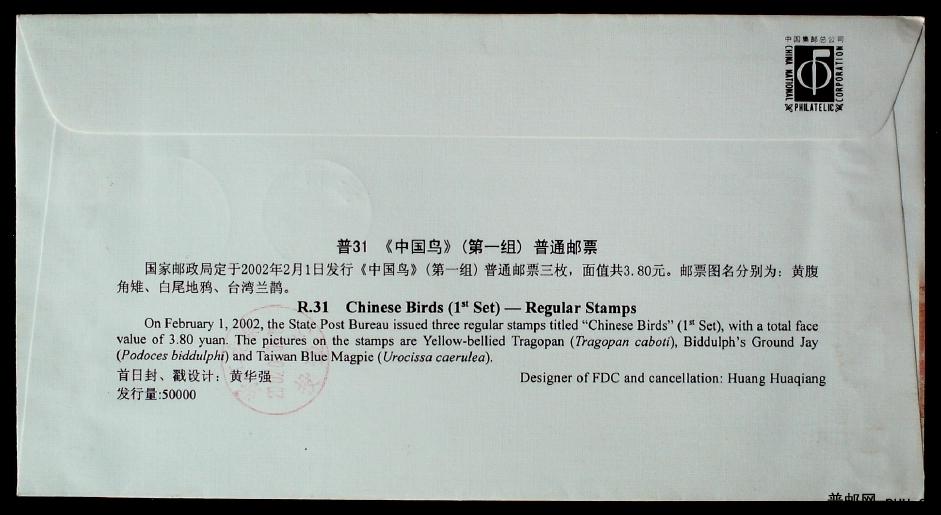 中国集邮总公司
CHINA NATIONAL
PHILATELIC
CORPORATION
普31 《中国鸟》(第一组) 普通邮票
国家邮政局定于2002年2月1日发行《中国鸟》(第一组) 普通邮票三枚，面值共3.80元。邮票图名分别为：黄腹
角雉、白尾地鸦、台湾兰鹊。
R.31 Chinese Birds (1st Set) — Regular Stamps
On February 1, 2002, the State Post Bureau issued three regular stamps titled “Chinese Birds” (1st Set), with a total face
value of 3.80 yuan. The pictures on the stamps are Yellow-bellied Tragopan (Tragopan caboti), Biddulph's Ground Jay
(Podoces biddulphi) and Taiwan Blue Magpie (Urocissa caerulea).
首日封、戳设计：黄华强 Designer of FDC and cancellation: Huang Huaqiang
发行量:50000
普邮网